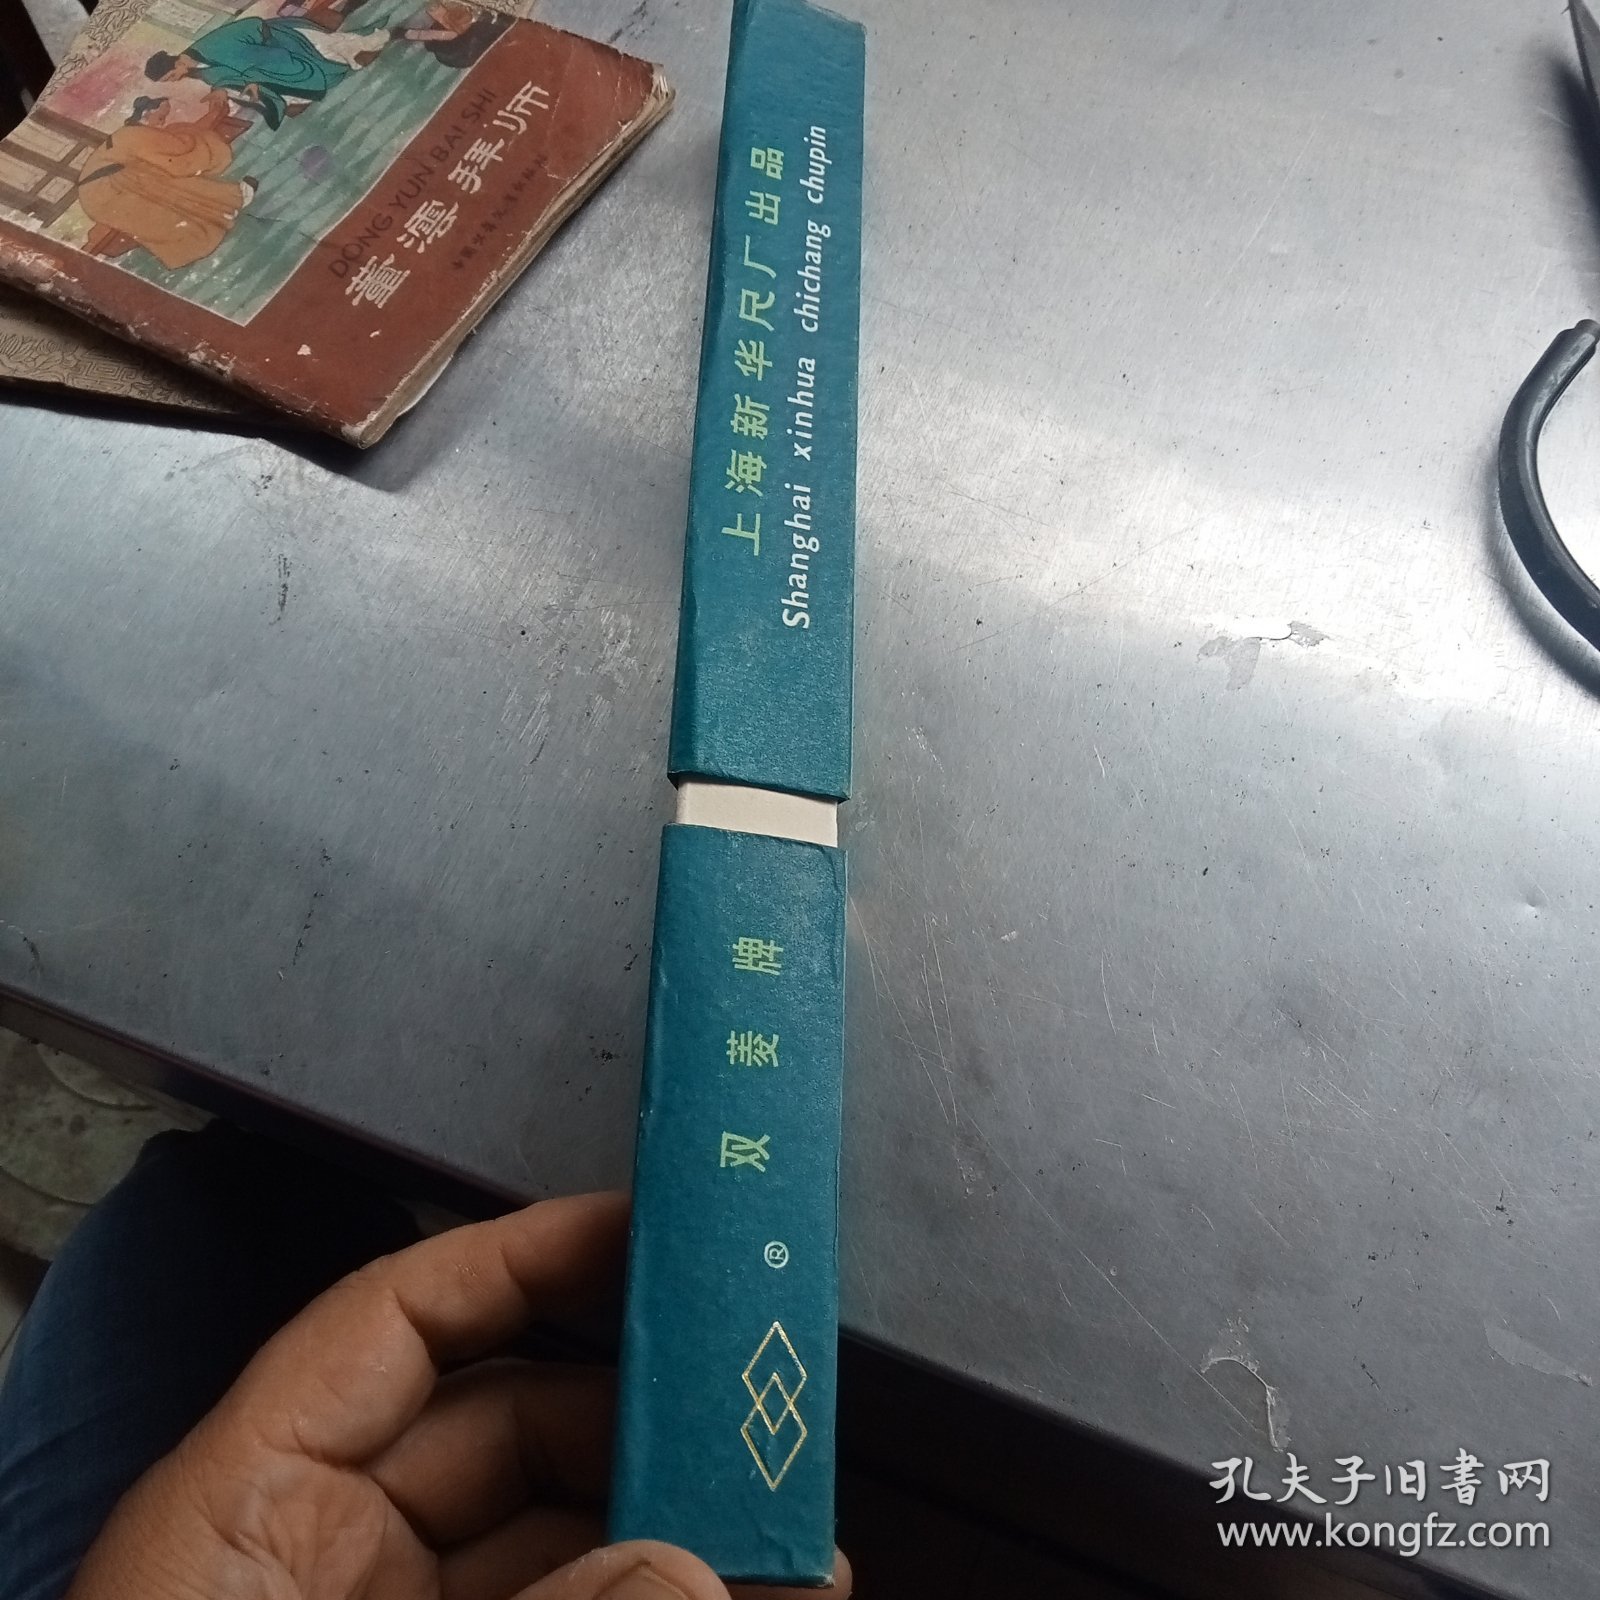 上海新华尺厂出品
Shanghai xinhua chichang chupin
双菱牌
®
DONG YUN BAI SHI
董澐拜师
孔夫子旧书网
www.kongfz.com